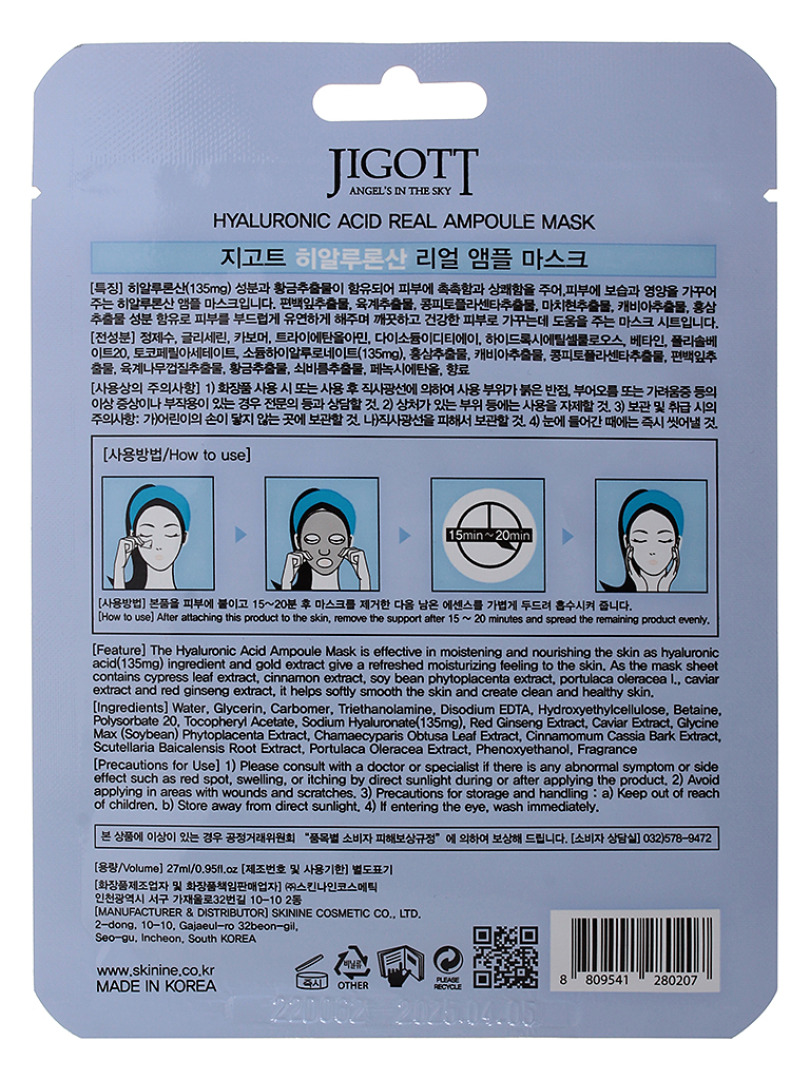 JIGOTT
ANGEL'S IN THE SKY
HYALURONIC ACID REAL AMPOULE MASK
지고트 히알루론산 리얼 앰플 마스크
[특징] 히알루론산(135mg) 성분과 황금추출물이 함유되어 피부에 촉촉함과 상쾌함을 주어,피부에 보습과 영양을 가꾸어
주는 히알루론산 앰플 마스크입니다. 편백잎추출물, 육계추출물, 콩피토플라센타추출물, 마치현추출물, 캐비아추출물, 홍삼
추출물 성분 함유로 피부를 부드럽게 유연하게 해주며 깨끗하고 건강한 피부로 가꾸는데 도움을 주는 마스크 시트입니다.
[전성분] 정제수, 글리세린, 카보머, 트라이에탄올아민, 다이소듐이디티에이, 하이드록시에틸셀룰로오스, 베타인, 폴리솔베
이트20, 토코페릴아세테이트, 소듐하이알루로네이트(135mg), 홍삼추출물, 캐비아추출물, 콩피토플라센타추출물, 편백잎추
출물, 육계나무껍질추출물, 황금추출물, 쇠비름추출물, 페녹시에탄올, 향료
[사용상의 주의사항] 1) 화장품 사용 시 또는 사용 후 직사광선에 의하여 사용 부위가 붉은 반점, 부어오름 또는 가려움증 등의
이상 증상이나 부작용이 있는 경우 전문의 등과 상담할 것. 2) 상처가 있는 부위 등에는 사용을 자제할 것. 3) 보관 및 취급 시의
주의사항: 가)어린이의 손이 닿지 않는 곳에 보관할 것. 나)직사광선을 피해서 보관할 것. 4) 눈에 들어간 때에는 즉시 씻어낼 것.
[사용방법/How to use]
15min~20min
[사용방법] 본품을 피부에 붙이고 15~20분 후 마스크를 제거한 다음 남은 에센스를 가볍게 두드려 흡수시켜 줍니다.
[How to use] After attaching this product to the skin, remove the support after 15 ~ 20 minutes and spread the remaining product evenly.
[Feature] The Hyaluronic Acid Ampoule Mask is effective in moistening and nourishing the skin as hyaluronic
acid(135mg) ingredient and gold extract give a refreshed moisturizing feeling to the skin. As the mask sheet
contains cypress leaf extract, cinnamon extract, soy bean phytoplacenta extract, portulaca oleracea l., caviar
extract and red ginseng extract, it helps softly smooth the skin and create clean and healthy skin.
[Ingredients] Water, Glycerin, Carbomer, Triethanolamine, Disodium EDTA, Hydroxyethylcellulose, Betaine,
Polysorbate 20, Tocopheryl Acetate, Sodium Hyaluronate(135mg), Red Ginseng Extract, Caviar Extract, Glycine
Max (Soybean) Phytoplacenta Extract, Chamaecyparis Obtusa Leaf Extract, Cinnamomum Cassia Bark Extract,
Scutellaria Baicalensis Root Extract, Portulaca Oleracea Extract, Phenoxyethanol, Fragrance
[Precautions for Use] 1) Please consult with a doctor or specialist if there is any abnormal symptom or side
effect such as red spot, swelling, or itching by direct sunlight during or after applying the product. 2) Avoid
applying in areas with wounds and scratches. 3) Precautions for storage and handling : a) Keep out of reach
of children. b) Store away from direct sunlight. 4) If entering the eye, wash immediately.
본 상품에 이상이 있는 경우 공정거래위원회 "품목별 소비자 피해보상규정" 에 의하여 보상해 드립니다. [소비자 상담실] 032)578-9472
[용량/Volume] 27ml/0.95fl.oz [제조번호 및 사용기한] 별도표기
[화장품제조업자 및 화장품책임판매업자] ㈜스킨나인코스메틱
인천광역시 서구 가재울로32번길 10-10 2동
[MANUFACTURER & DISTRIBUTOR] SKININE COSMETIC CO., LTD.
2-dong, 10-10, Gajaeul-ro 32beon-gil,
Seo-gu, Incheon, South KOREA
www.skinine.co.kr
MADE IN KOREA
즉시
비닐류
OTHER
PLEASE
RECYCLE
8 809541 280207
2025.04.05